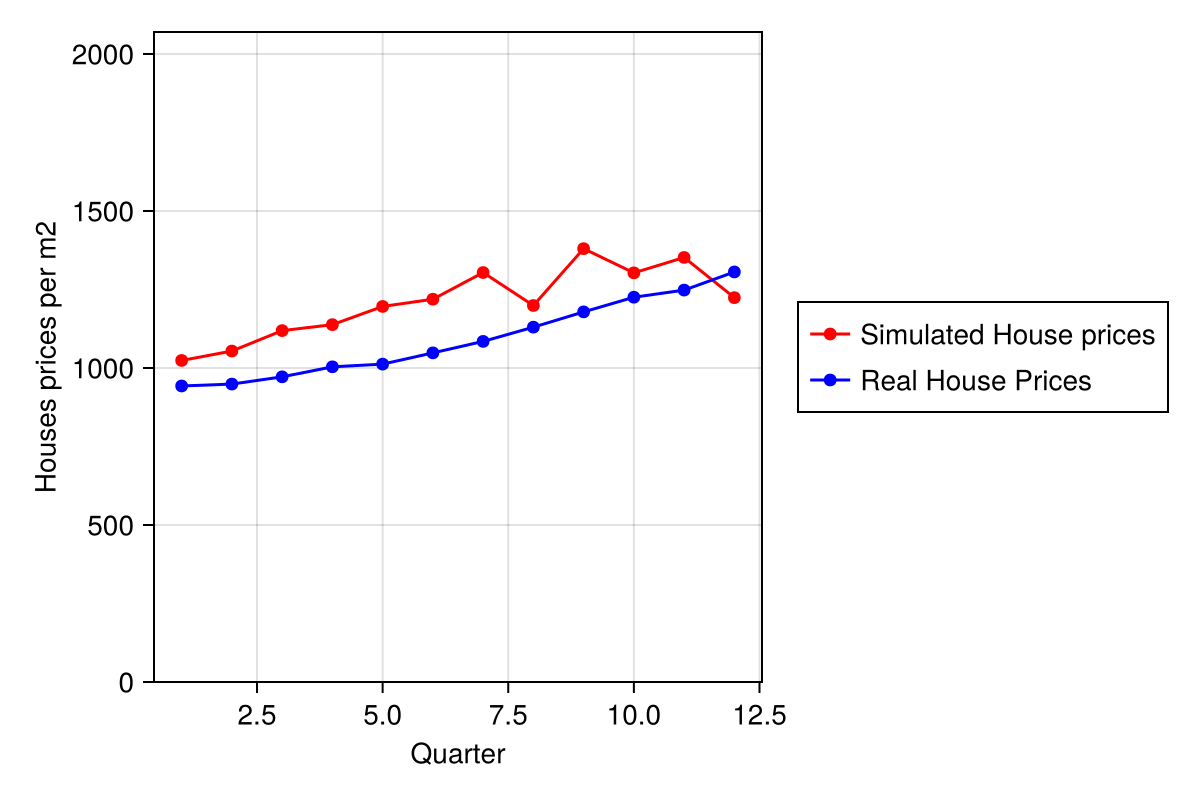 2000
1500
1000
500
0
Houses prices per m2
2.5 5.0 7.5 10.0 12.5
Quarter
Simulated House prices
Real House Prices